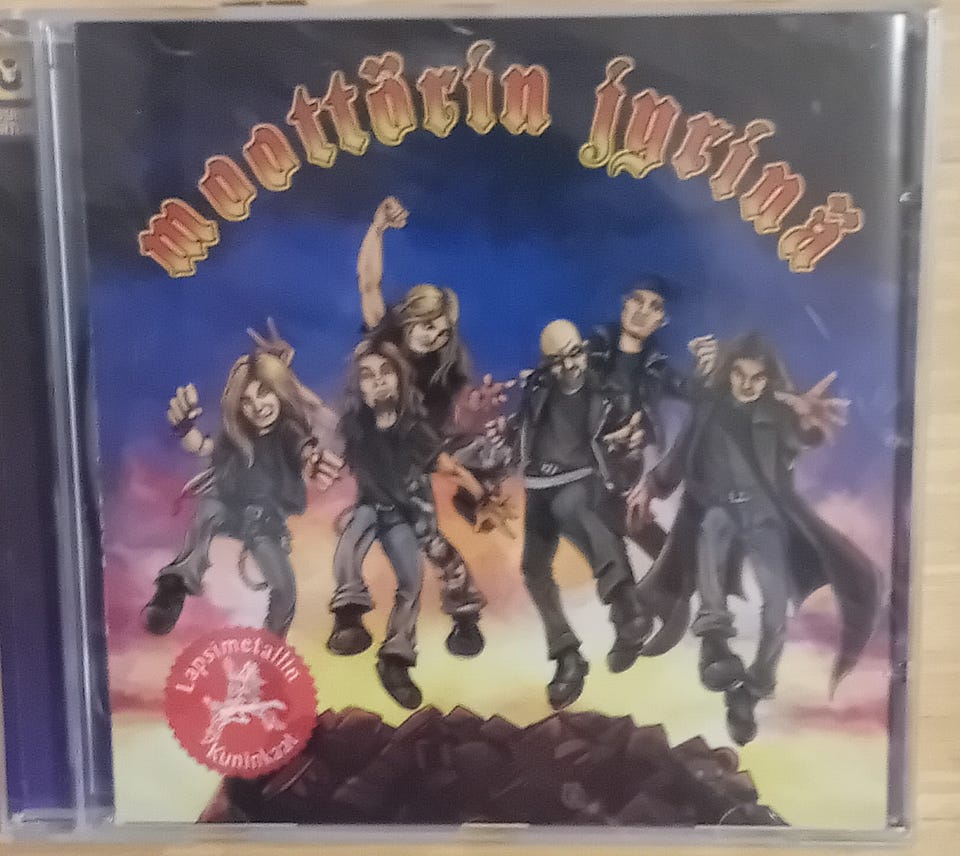 moottörin jyrinä
Lapsimetallin
Kuninkaat